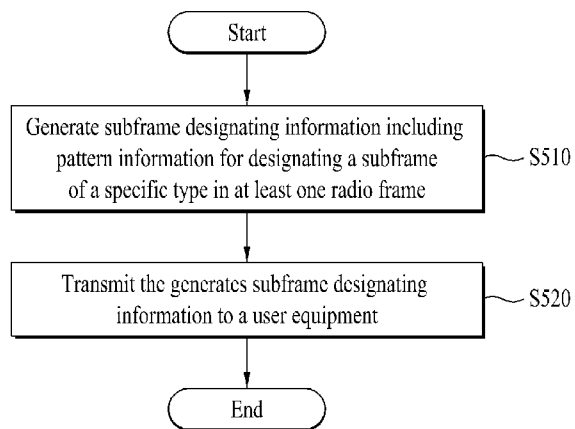 Start
Generate subframe designating information including
pattern information for designating a subframe
of a specific type in at least one radio frame
S510
Transmit the generates subframe designating
information to a user equipment
S520
End